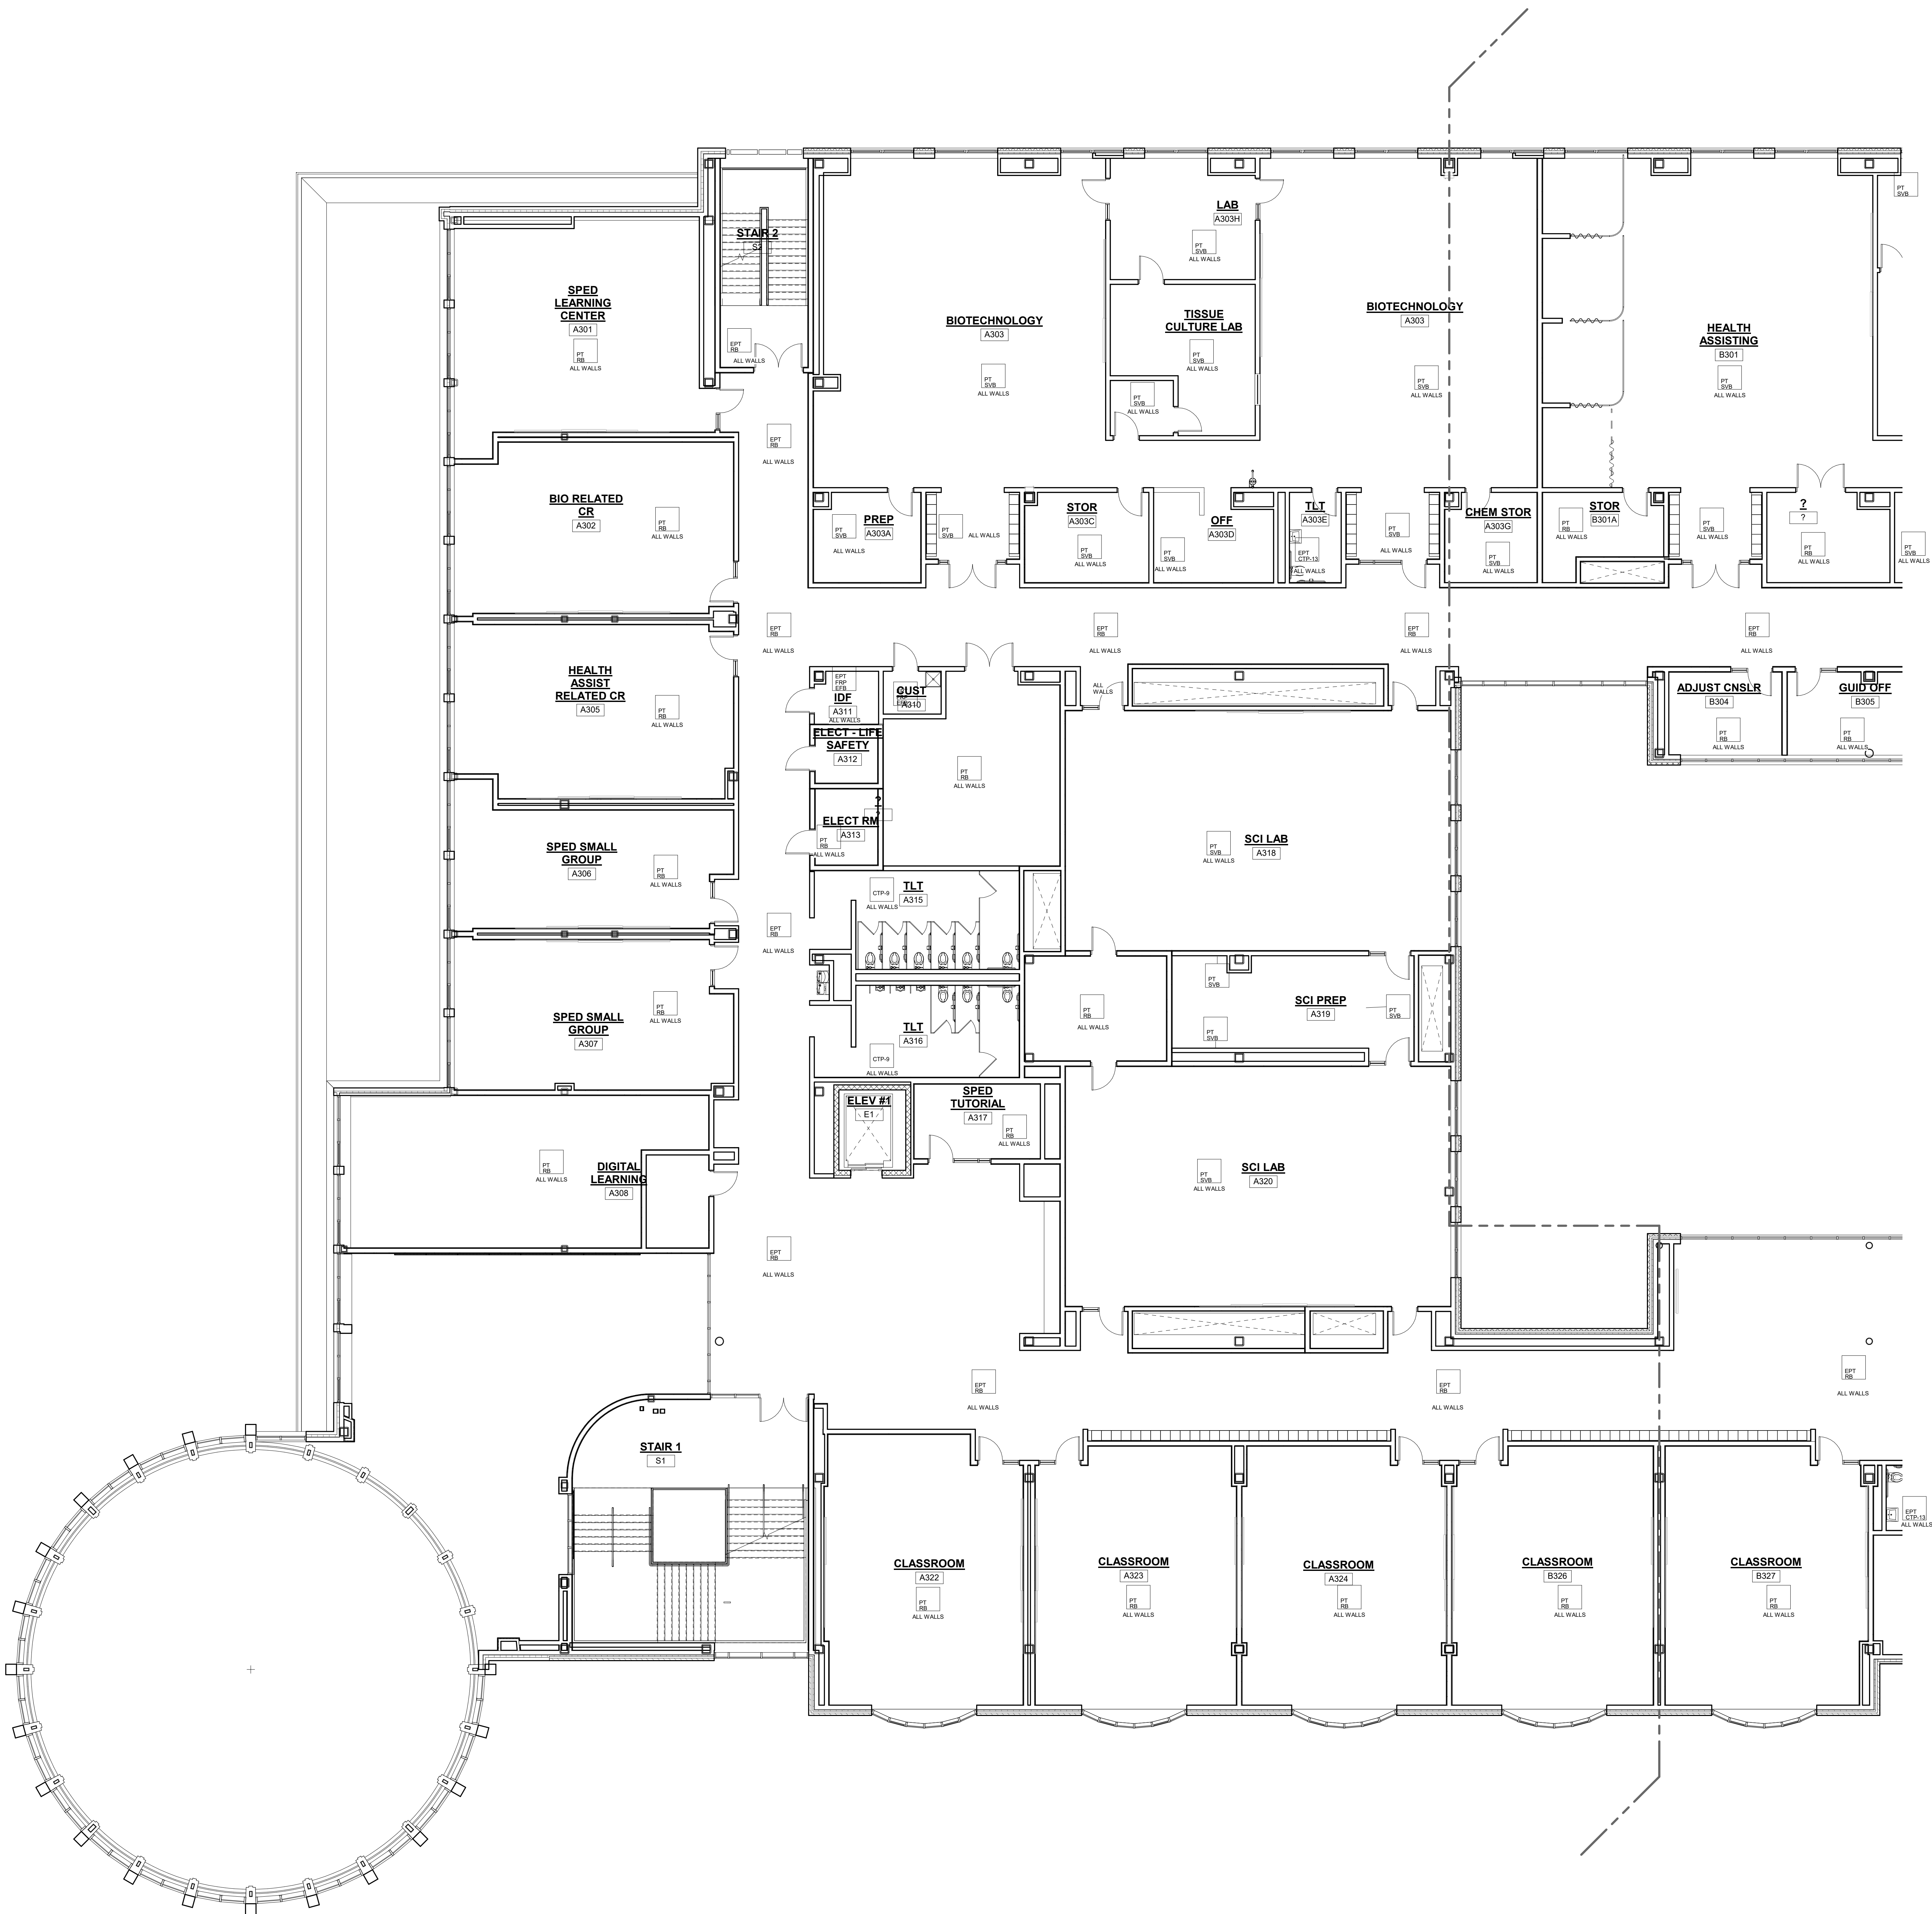 PT
SVB
LAB
A303H
PT
SVB
ALL WALLS
STAIR 2
S2
EPT
RB
ALL WALLS
SPED
LEARNING
CENTER
A301
PT
RB
ALL WALLS
BIOTECHNOLOGY
A303
PT
SVB
ALL WALLS
TISSUE
CULTURE LAB
PT
SVB
ALL WALLS
PT
SVB
ALL WALLS
BIOTECHNOLOGY
A303
PT
SVB
ALL WALLS
HEALTH
ASSISTING
B301
PT
SVB
ALL WALLS
EPT
RB
ALL WALLS
BIO RELATED
CR
A302
PT
RB
ALL WALLS
PREP
A303A
PT
SVB
ALL WALLS
PT
SVB
ALL WALLS
STOR
A303C
PT
SVB
ALL WALLS
OFF
A303D
PT
SVB
ALL WALLS
TLT
A303E
EPT
CTP-13
ALL WALLS
PT
SVB
ALL WALLS
CHEM STOR
A303G
PT
SVB
ALL WALLS
STOR
B301A
PT
RB
ALL WALLS
PT
SVB
ALL WALLS
?
?
PT
RB
ALL WALLS
PT
SVB
ALL WALLS
EPT
RB
ALL WALLS
EPT
RB
ALL WALLS
EPT
RB
ALL WALLS
EPT
RB
ALL WALLS
HEALTH
ASSIST
RELATED CR
A305
PT
RB
ALL WALLS
EPT
FRP
EFB
IDF
A311
ALL WALLS
CUST
A310
ALL
WALLS
ADJUST CNSLR
B304
PT
RB
ALL WALLS
GUID OFF
B305
PT
RB
ALL WALLS
ELECT - LIFE
SAFETY
A312
PT
RB
ALL WALLS
?
ELECT RM
A313
PT
RB
ALL WALLS
SCI LAB
A318
PT
SVB
ALL WALLS
SPED SMALL
GROUP
A306
PT
RB
ALL WALLS
TLT
A315
CTP-9
ALL WALLS
EPT
RB
ALL WALLS
SPED SMALL
GROUP
A307
PT
RB
ALL WALLS
TLT
A316
CTP-9
ALL WALLS
PT
RB
ALL WALLS
PT
SVB
SCI PREP
A319
PT
SVB
PT
SVB
ELEV #1
E1
SPED
TUTORIAL
A317
PT
RB
ALL WALLS
DIGITAL
LEARNING
A308
PT
RB
ALL WALLS
SCI LAB
A320
PT
SVB
ALL WALLS
EPT
RB
ALL WALLS
EPT
RB
ALL WALLS
EPT
RB
ALL WALLS
EPT
RB
ALL WALLS
STAIR 1
S1
CLASSROOM
A322
PT
RB
ALL WALLS
CLASSROOM
A323
PT
RB
ALL WALLS
CLASSROOM
A324
PT
RB
ALL WALLS
CLASSROOM
B326
PT
RB
ALL WALLS
CLASSROOM
B327
PT
RB
ALL WALLS
EPT
CTP-13
ALL WALLS